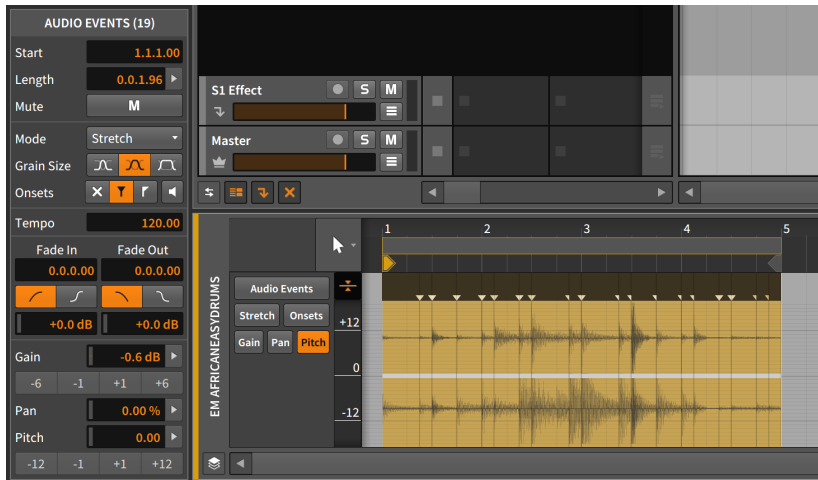 AUDIO EVENTS (19)
Start 1.1.1.00
Length 0.0.1.96
Mute M
Mode Stretch
Grain Size
Onsets
Tempo 120.00
Fade In Fade Out
0.0.0.00 0.0.0.00
+0.0 dB +0.0 dB
Gain -0.6 dB
-6 -1 +1 +6
Pan 0.00 %
Pitch 0.00
-12 -1 +1 +12
S1 Effect S M
Master S M
EM AFRICANEASYDRUMS
Audio Events
Stretch Onsets
Gain Pan Pitch
+12
0
-12
1 2 3 4 5